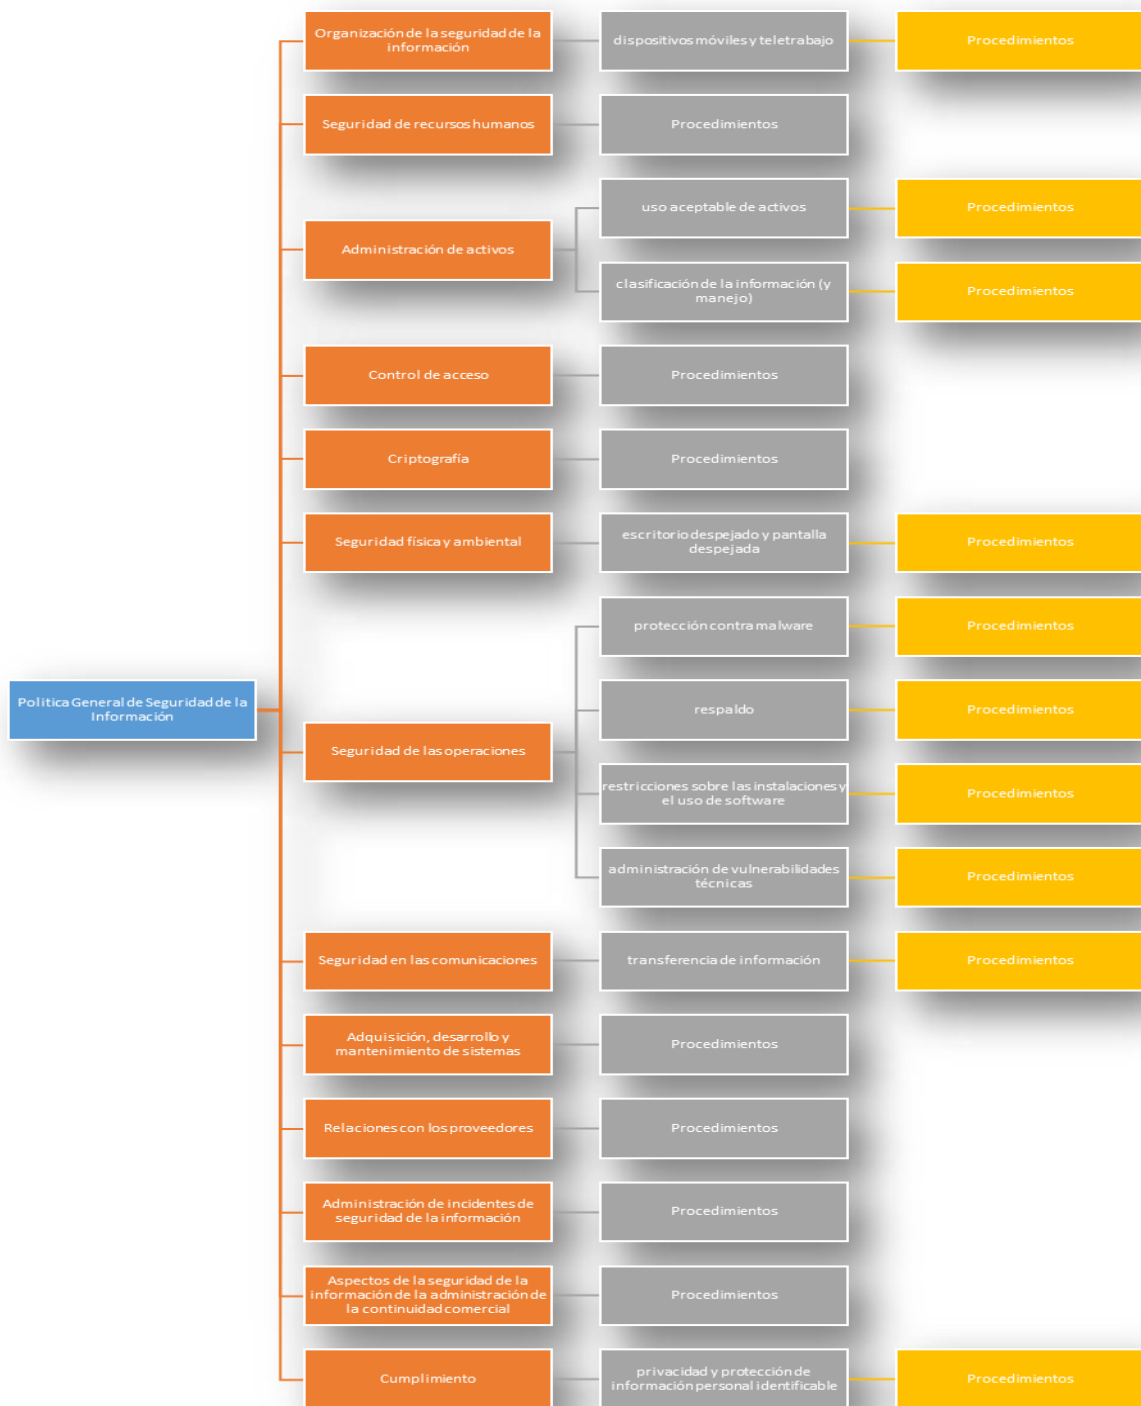 Organización de la seguridad de la
información
dispositivos móviles y teletrabajo
Procedimientos
Seguridad de recursos humanos
Procedimientos
Administración de activos
uso aceptable de activos
Procedimientos
clasificación de la información (y
manejo)
Procedimientos
Control de acceso
Procedimientos
Criptografía
Procedimientos
Seguridad física y ambiental
escritorio despejado y pantalla
despejada
Procedimientos
Política General de Seguridad de la
Información
Seguridad de las operaciones
protección contra malware
Procedimientos
respaldo
Procedimientos
restricciones sobre las instalaciones y
el uso de software
Procedimientos
administración de vulnerabilidades
técnicas
Procedimientos
Seguridad en las comunicaciones
transferencia de información
Procedimientos
Adquisición, desarrollo y
mantenimiento de sistemas
Procedimientos
Relaciones con los proveedores
Procedimientos
Administración de incidentes de
seguridad de la información
Procedimientos
Aspectos de la seguridad de la
información de la administración de
la continuidad comercial
Procedimientos
Cumplimiento
privacidad y protección de
información personal identificable
Procedimientos